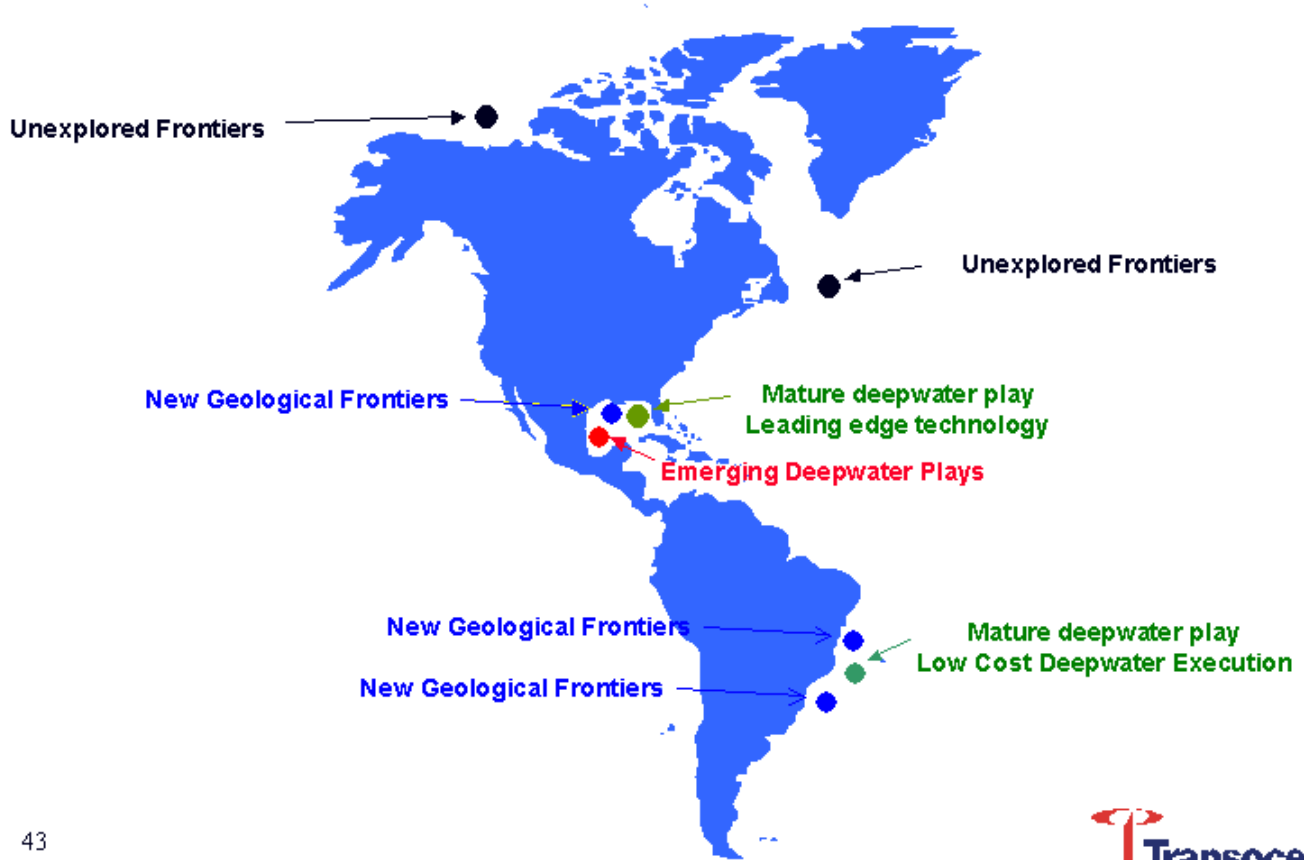 Unexplored Frontiers
Unexplored Frontiers
New Geological Frontiers
Mature deepwater play
Leading edge technology
Emerging Deepwater Plays
New Geological Frontiers
Mature deepwater play
Low Cost Deepwater Execution
New Geological Frontiers
43